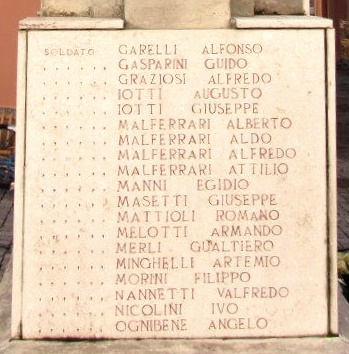 SOLDATO GARELLI ALFONSO
. . . . . . GASPARINI GUIDO
. . . . . . GRAZIOSI ALFREDO
. . . . . . IOTTI AUGUSTO
. . . . . . IOTTI GIUSEPPE
. . . . . . MALFERRARI ALBERTO
. . . . . . MALFERRARI ALDO
. . . . . . MALFERRARI ALFREDO
. . . . . . MALFERRARI ATTILIO
. . . . . . MANNI EGIDIO
. . . . . . MASETTI GIUSEPPE
. . . . . . MATTIOLI ROMANO
. . . . . . MELOTTI ARMANDO
. . . . . . MERLI GUALTIERO
. . . . . . MINGHELLI ARTEMIO
. . . . . . MORINI FILIPPO
. . . . . . NANNETTI VALFREDO
. . . . . . NICOLINI IVO
. . . . . . OGNIBENE ANGELO